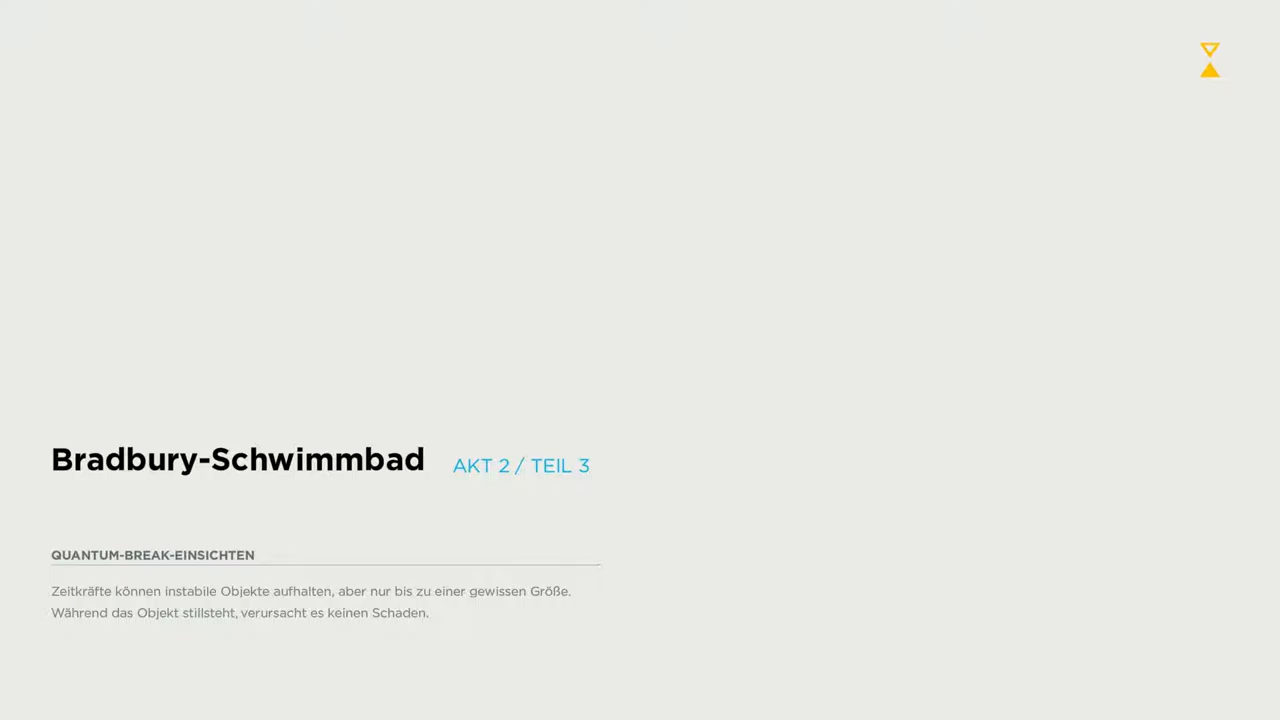 Bradbury-Schwimmbad AKT 2 / TEIL 3
QUANTUM-BREAK-EINSICHTEN
Zeitkräfte können instabile Objekte aufhalten, aber nur bis zu einer gewissen Größe.
Während das Objekt stillsteht, verursacht es keinen Schaden.